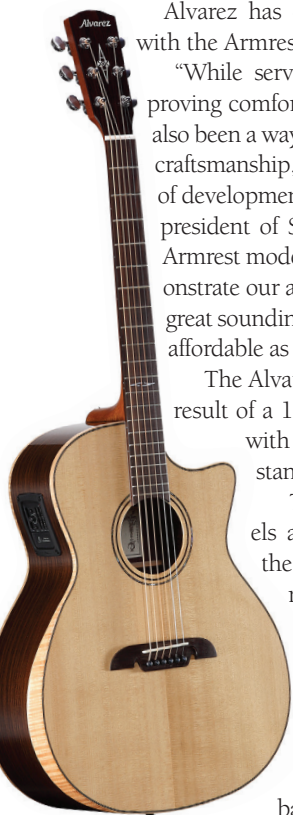 Alvarez
Alvarez has
with the Armrest
“While serv
proving comfor
also been a way
craftsmanship,
of developmen
president of S
Armrest mode
onstrate our a
great soundin
affordable as
The Alva
result of a 1
with
stan
els a
the
ba